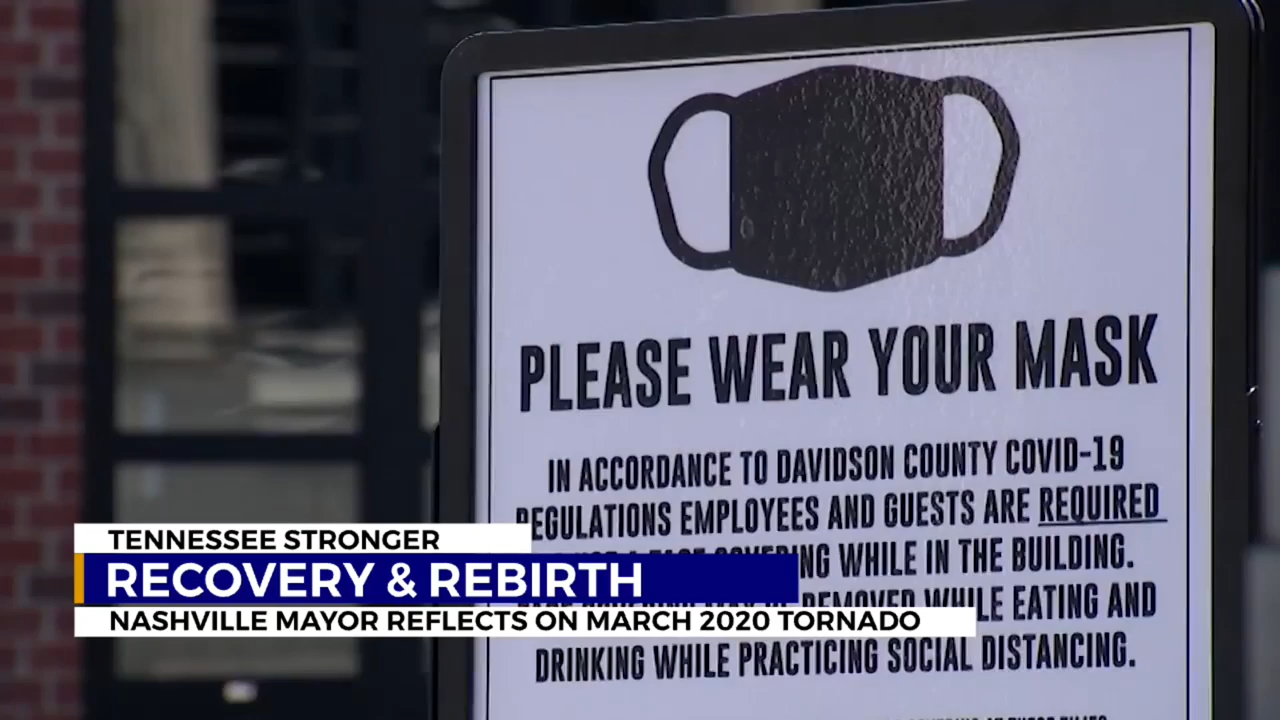 PLEASE WEAR YOUR MASK
IN ACCORDANCE TO DAVIDSON COUNTY COVID-19
REGULATIONS EMPLOYEES AND GUESTS ARE REQUIRED
WHILE IN THE BUILDING.
REMOVED WHILE EATING AND
DRINKING WHILE PRACTICING SOCIAL DISTANCING.
TENNESSEE STRONGER
RECOVERY & REBIRTH
NASHVILLE MAYOR REFLECTS ON MARCH 2020 TORNADO